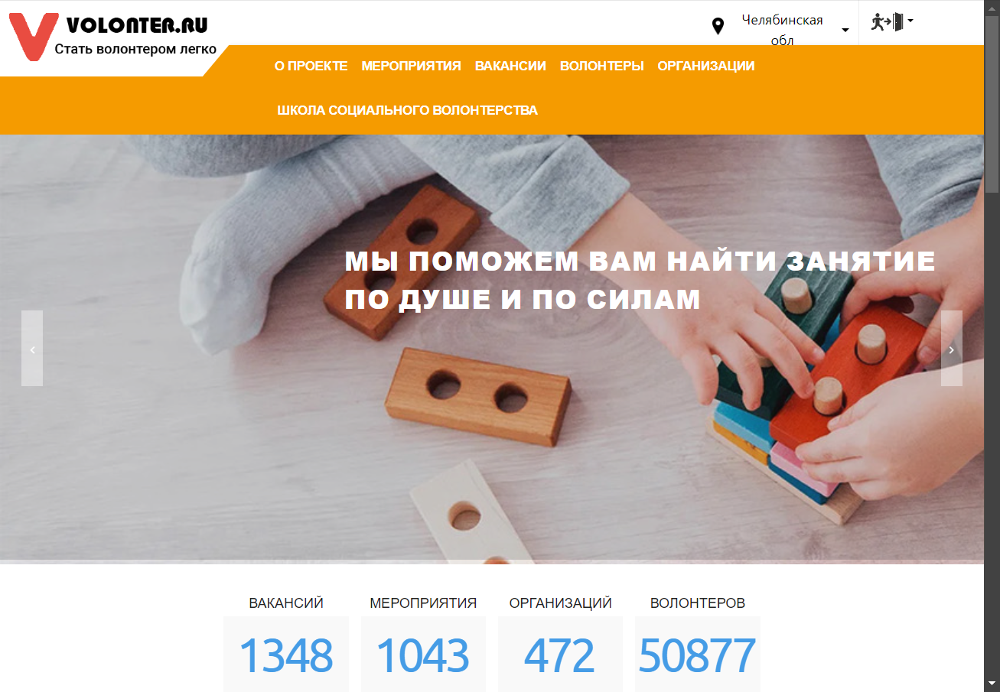 VOLONTER.RU
Стать волонтером легко
Челябинская
обл
О ПРОЕКТЕ МЕРОПРИЯТИЯ ВАКАНСИИ ВОЛОНТЕРЫ ОРГАНИЗАЦИИ
ШКОЛА СОЦИАЛЬНОГО ВОЛОНТЕРСТВА
МЫ ПОМОЖЕМ ВАМ НАЙТИ ЗАНЯТИЕ
ПО ДУШЕ И ПО СИЛАМ
ВАКАНСИЙ МЕРОПРИЯТИЯ ОРГАНИЗАЦИЙ ВОЛОНТЕРОВ
1348 1043 472 50877